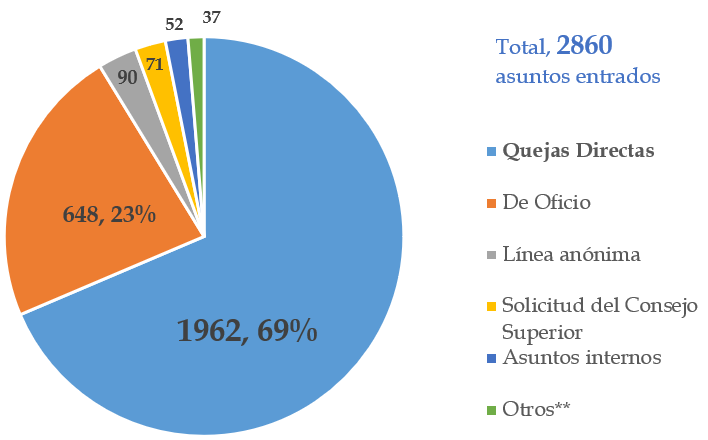 52
37
90
71
648, 23%
1962, 69%
Total, 2860
asuntos entrados
Quejas Directas
De Oficio
Línea anónima
Solicitud del Consejo
Superior
Asuntos internos
Otros**